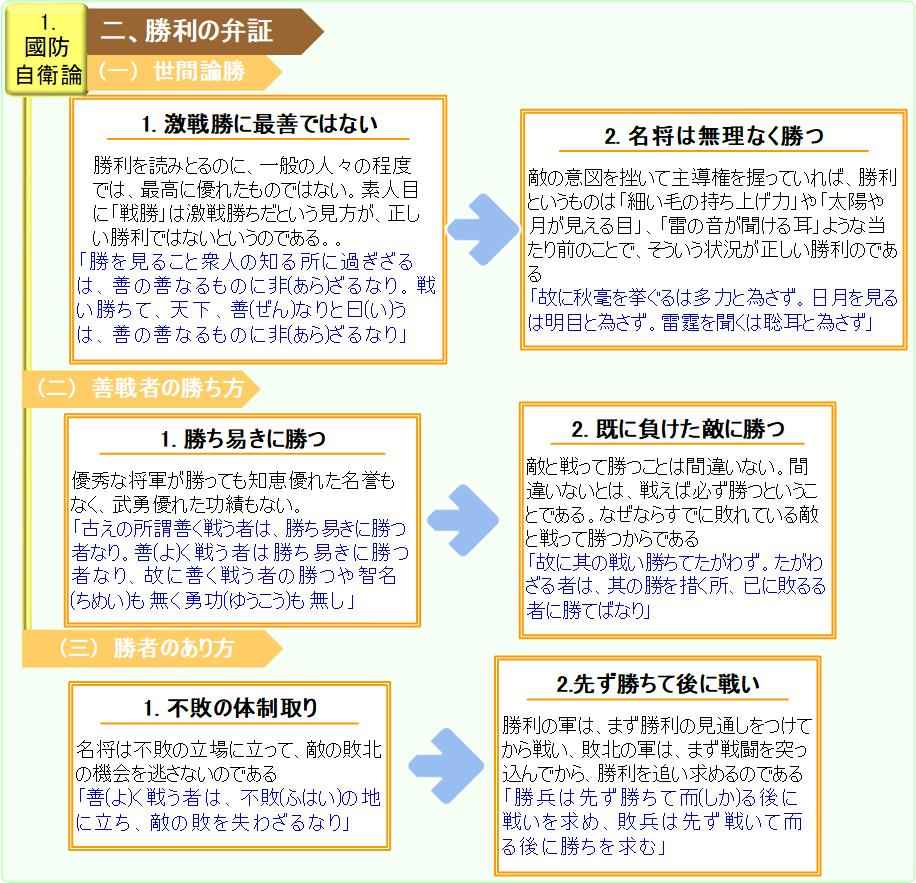 1.
國防
自衛論
二、勝利の弁証
（一） 世間論勝
1. 激戦勝に最善ではない
勝利を読みとるのに、一般の人々の程度
では、最高に優れたものではない。素人目
に「戦勝」は激戦勝ちだという見方が、正し
い勝利ではないというのである。。
「勝を見ること衆人の知る所に過ぎざる
は、善の善なるものに非(あら)ざるなり。戦
い勝ちて、天下、善(ぜん)なりと曰(い)う
は、善の善なるものに非(あら)ざるなり」
2. 名将は無理なく勝つ
敵の意図を挫いて主導権を握っていれば、勝利
というものは「細い毛の持ち上げ力」や「太陽や
月が見える目」、「雷の音が聞ける耳」ような当
たり前のことで、そういう状況が正しい勝利のであ
る
「故に秋毫を挙ぐるは多力と為さず。日月を見る
は明目と為さず。雷霆を聞くは聡耳と為さず」
（二） 善戦者の勝ち方
1. 勝ち易きに勝つ
優秀な将軍が勝っても知恵優れた名誉も
なく、武勇優れた功績もない。
「古えの所謂善く戦う者は、勝ち易きに勝つ
者なり。善(よ)く戦う者は勝ち易きに勝つ
者なり、故に善く戦う者の勝つや智名
(ちめい)も無く勇功(ゆうこう)も無し」
2. 既に負けた敵に勝つ
敵と戦って勝つことは間違いない。間
違いないとは、戦えば必ず勝つというこ
とである。なぜならすでに敗れている敵
と戦って勝つからである
「故に其の戦い勝ちてたがわず。たがわ
ざる者は、其の勝を措く所、已に敗るる
者に勝てばなり」
（三） 勝者のあり方
1. 不敗の体制取り
名将は不敗の立場に立って、敵の敗北
の機会を逃さないのである
「善(よ)く戦う者は、不敗(ふはい)の地
に立ち、敵の敗を失わざるなり」
2.先ず勝ちて後に戦い
勝利の軍は、まず勝利の見通しをつけて
から戦い、敗北の軍は、まず戦闘を突っ
込んでから、勝利を追い求めるのである
「勝兵は先ず勝ちて而(しか)る後に
戦いを求め、敗兵は先ず戦いて而
る後に勝ちを求む」